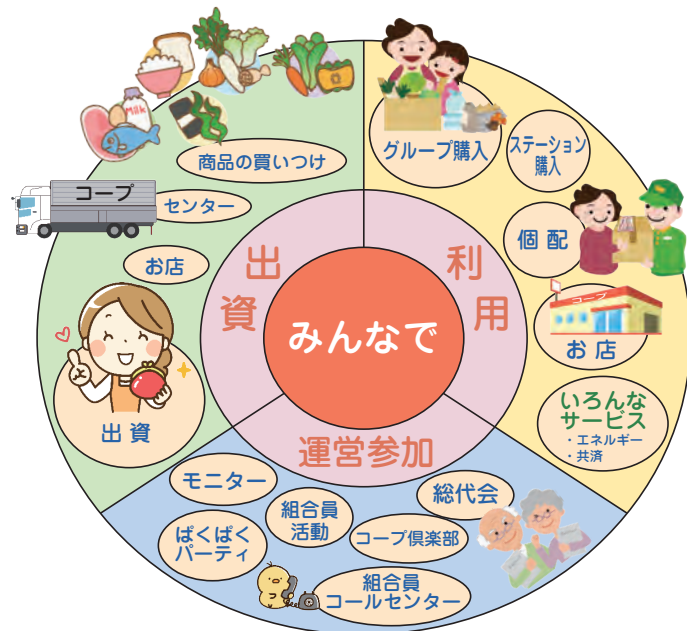 みんなで
出資
商品の買いつけ
コープ
センター
お店
出資
Milk
利用
グループ購入
ステーション
購入
個配
コープ
お店
いろんな
サービス
・エネルギー
・共済
運営参加
モニター
ぱくぱく
パーティ
組合員
活動
総代会
コープ倶楽部
組合員
コールセンター